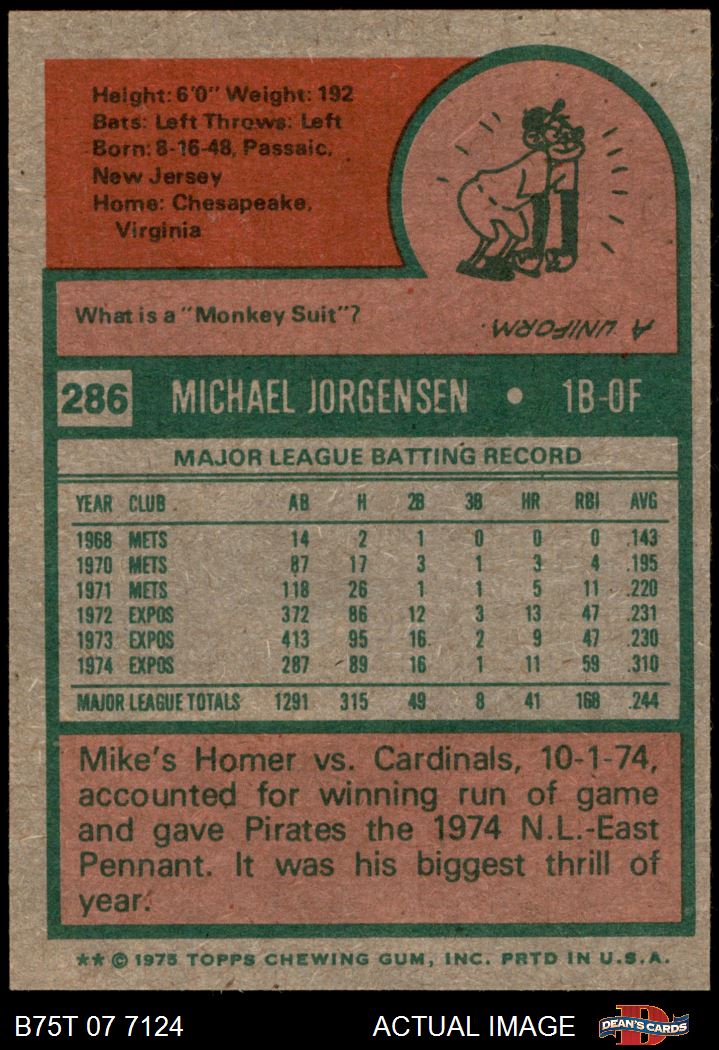 Height: 6'0" Weight: 192
Bats: Left Throws: Left
Born: 8-16-48, Passaic,
New Jersey
Home: Chesapeake,
Virginia
What is a "Monkey Suit"?
A UNIFORM.
286 MICHAEL JORGENSEN • 1B-OF
MAJOR LEAGUE BATTING RECORD
YEAR CLUB AB H 2B 3B HR RBI AVG
1968 METS 14 2 1 0 0 0 .143
1970 METS 87 17 3 1 3 4 .195
1971 METS 118 26 1 1 5 11 .220
1972 EXPOS 372 86 12 3 13 47 .231
1973 EXPOS 413 95 16 2 9 47 .230
1974 EXPOS 287 89 16 1 11 59 .310
MAJOR LEAGUE TOTALS 1291 315 49 8 41 168 .244
Mike's Homer vs. Cardinals, 10-1-74,
accounted for winning run of game
and gave Pirates the 1974 N.L.-East
Pennant. It was his biggest thrill of
year.
** © 1975 TOPPS CHEWING GUM, INC. PRTD IN U.S.A.
B75T 07 7124 ACTUAL IMAGE
D
DEAN'S CARDS